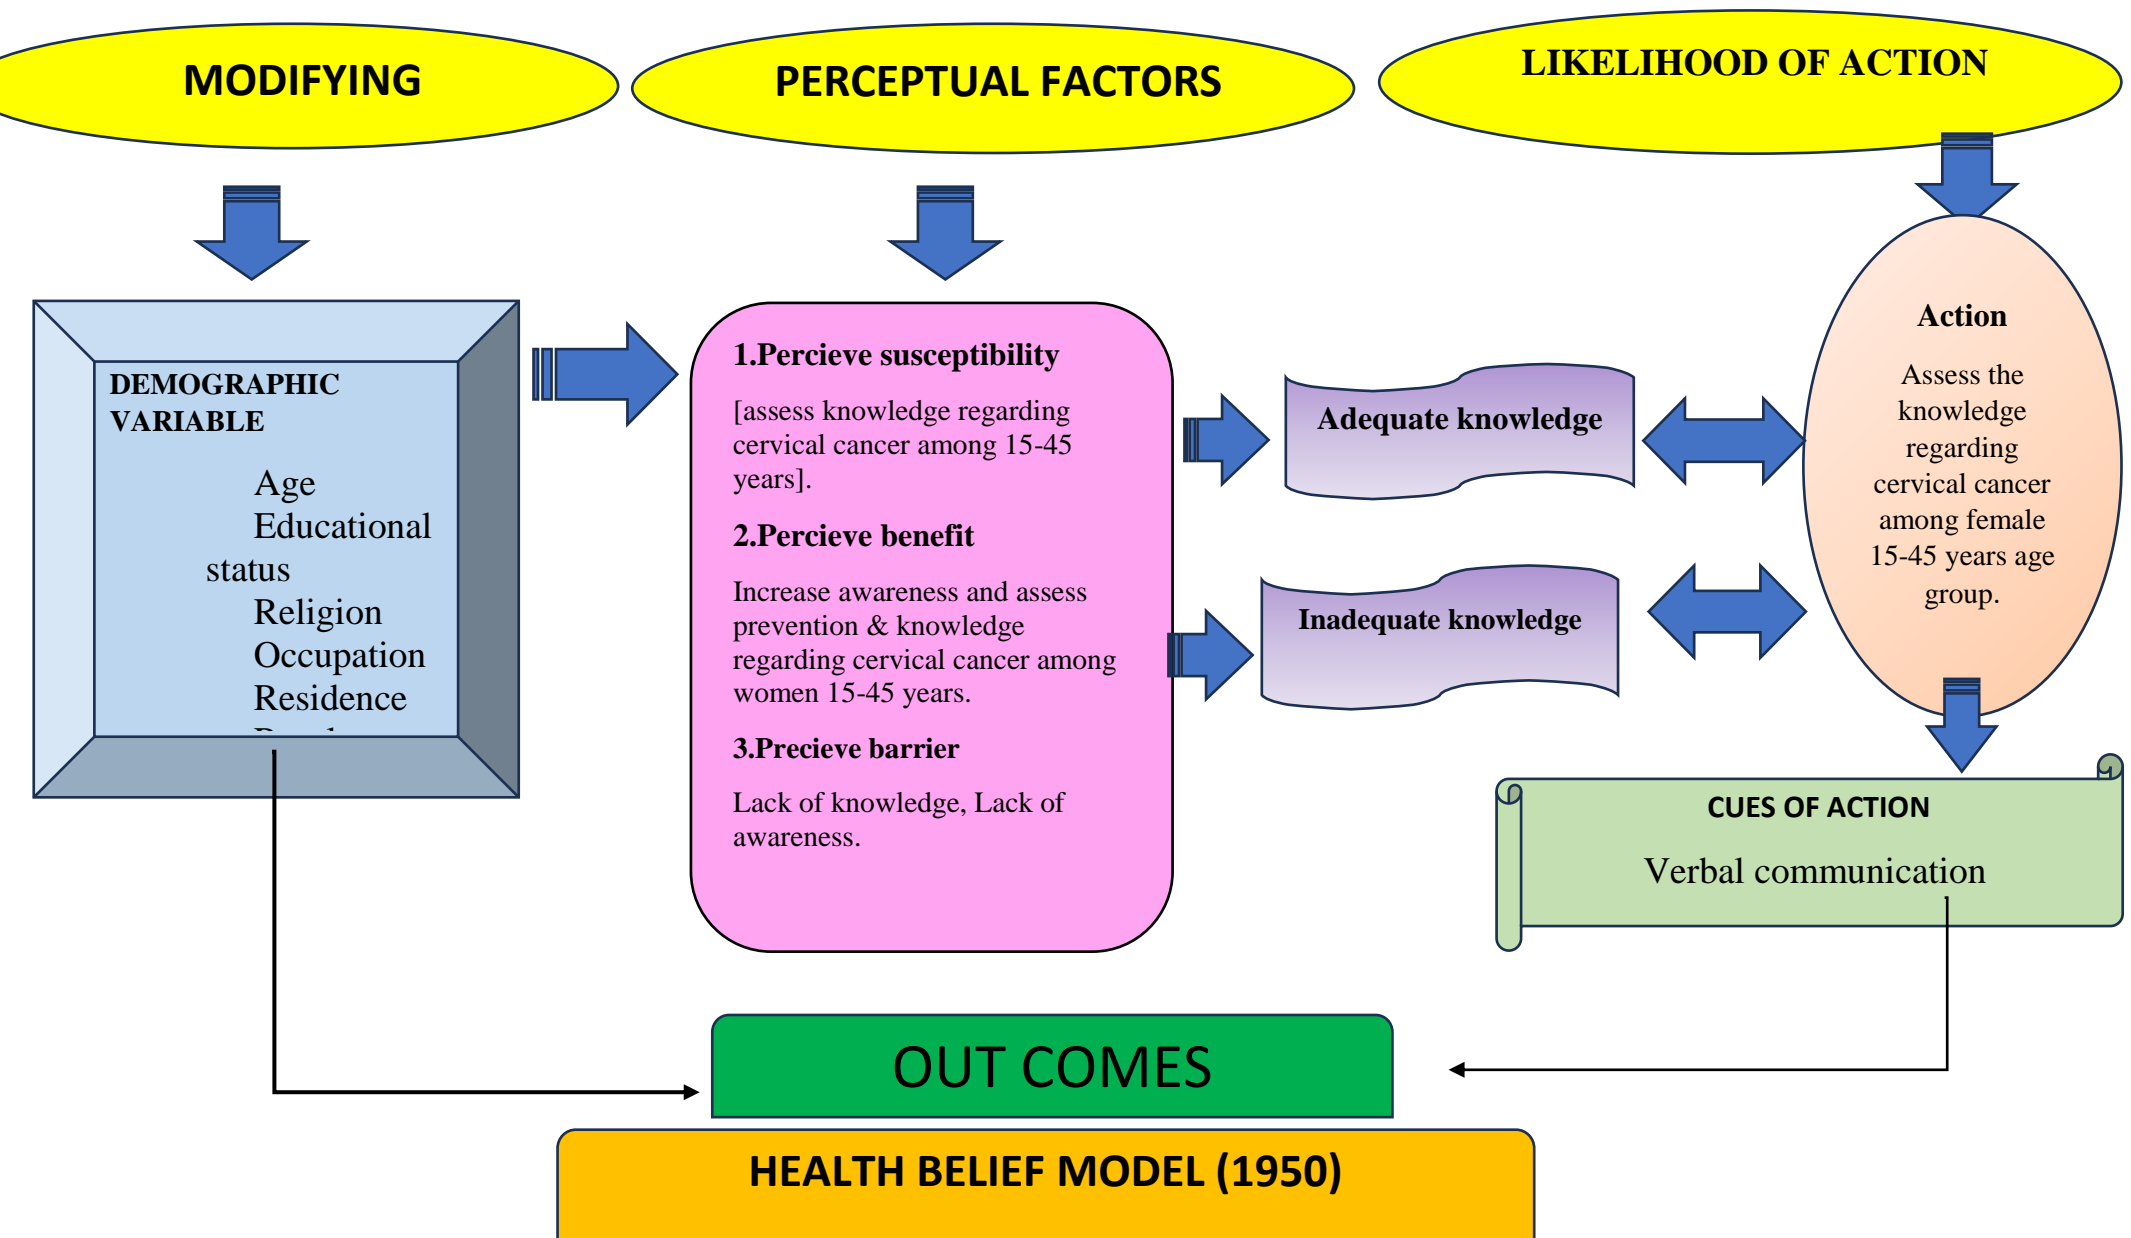 MODIFYING
PERCEPTUAL FACTORS
LIKELIHOOD OF ACTION
DEMOGRAPHIC
VARIABLE
Age
Educational
status
Religion
Occupation
Residence
1.Percieve susceptibility
[assess knowledge regarding
cervical cancer among 15-45
years].
2.Percieve benefit
Increase awareness and assess
prevention & knowledge
regarding cervical cancer among
women 15-45 years.
3.Precieve barrier
Lack of knowledge, Lack of
awareness.
Adequate knowledge
Inadequate knowledge
Action
Assess the
knowledge
regarding
cervical cancer
among female
15-45 years age
group.
CUES OF ACTION
Verbal communication
OUT COMES
HEALTH BELIEF MODEL (1950)